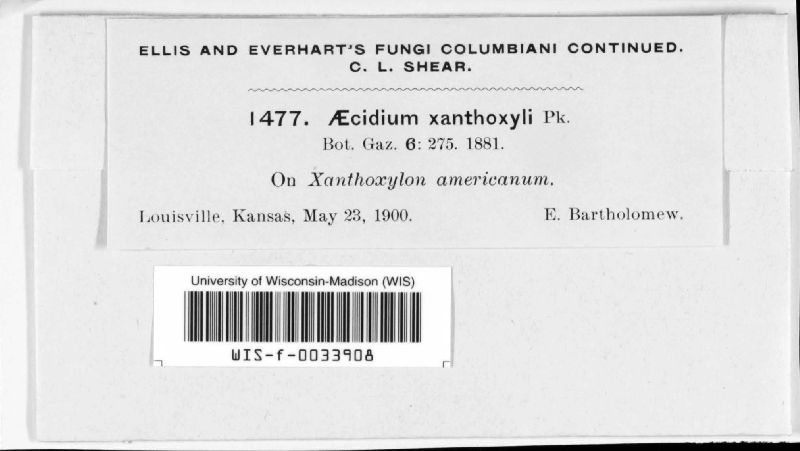 ELLIS AND EVERHART'S FUNGI COLUMBIANI CONTINUED.
C. L. SHEAR.
1477. Æcidium xanthoxyli Pk.
Bot. Gaz. 6: 275. 1881.
On Xanthoxylon americanum.
Louisville, Kansas, May 23, 1900. E. Bartholomew.
University of Wisconsin-Madison (WIS)
WIS-f-0033908